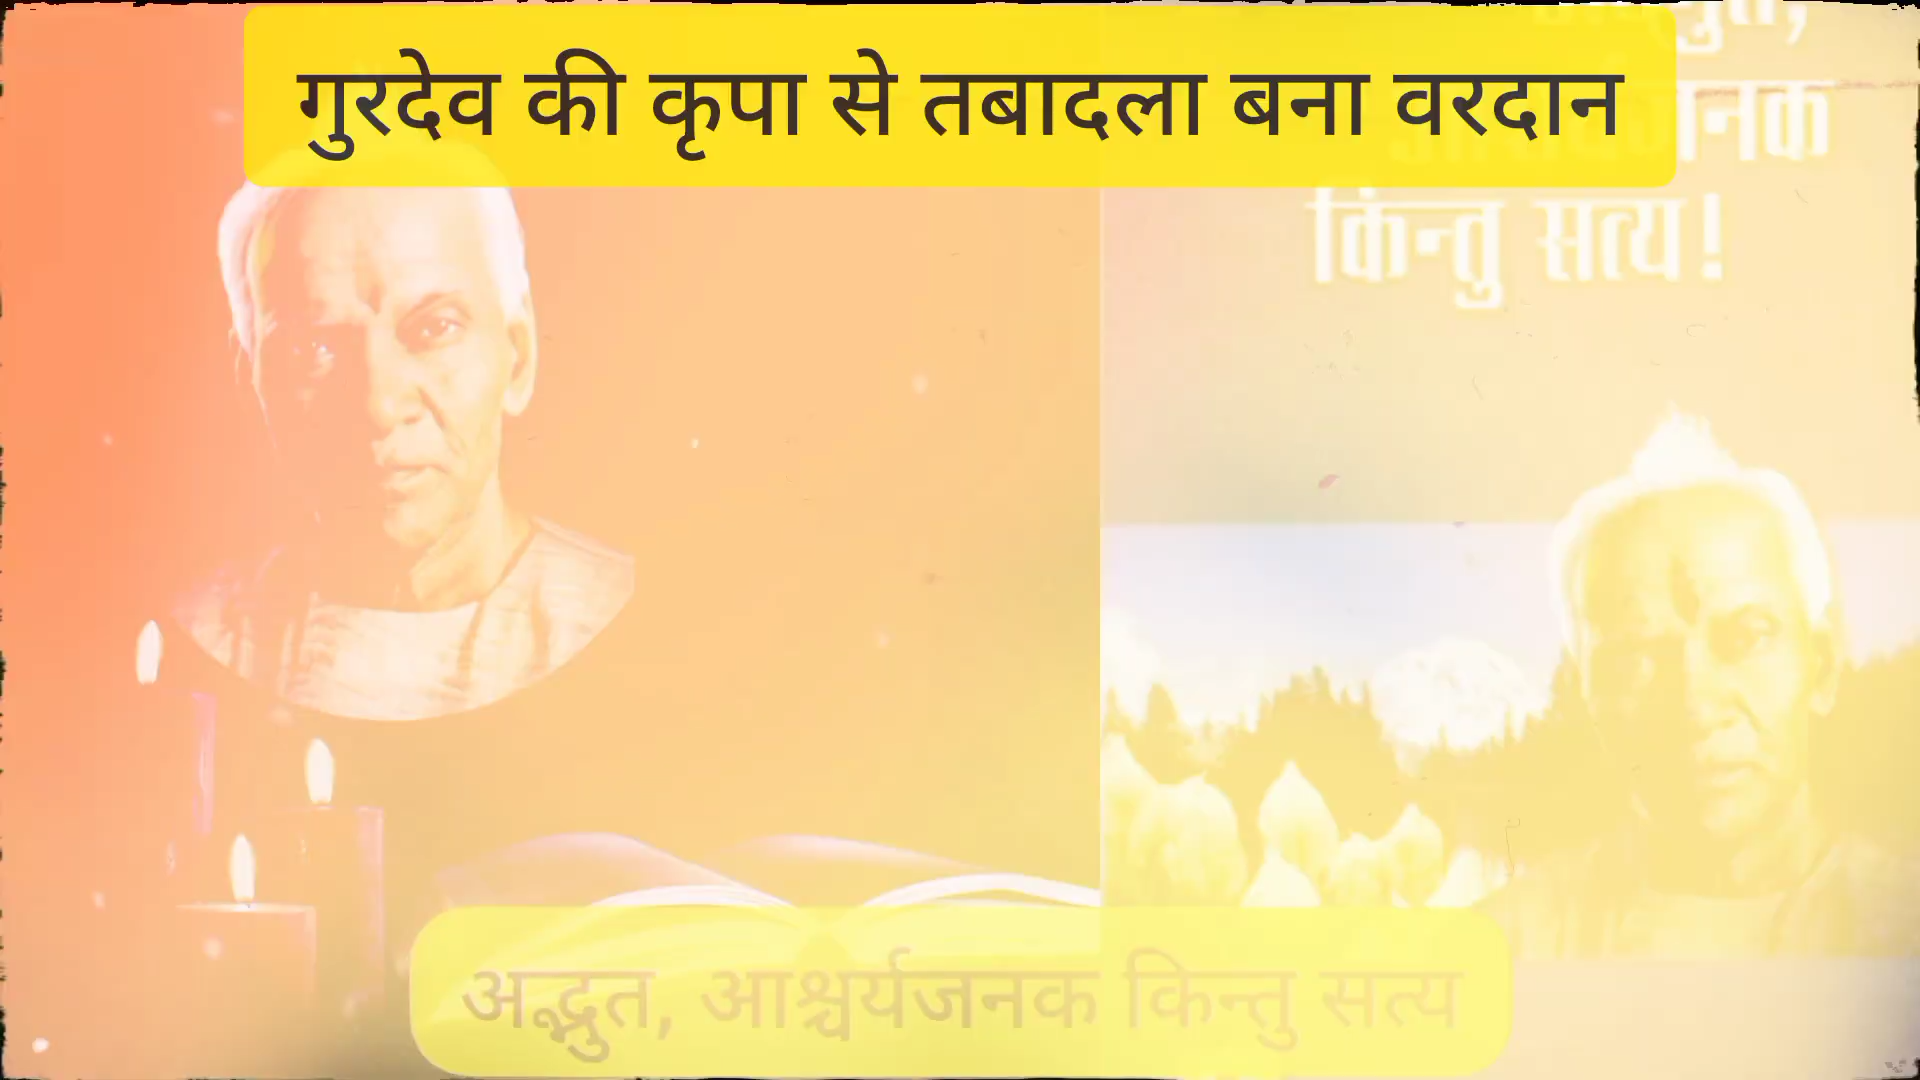 गुरदेव की कृपा से तबादला बना वरदान
किन्तु सत्य!
अद्भुत, आश्चर्यजनक किन्तु सत्य